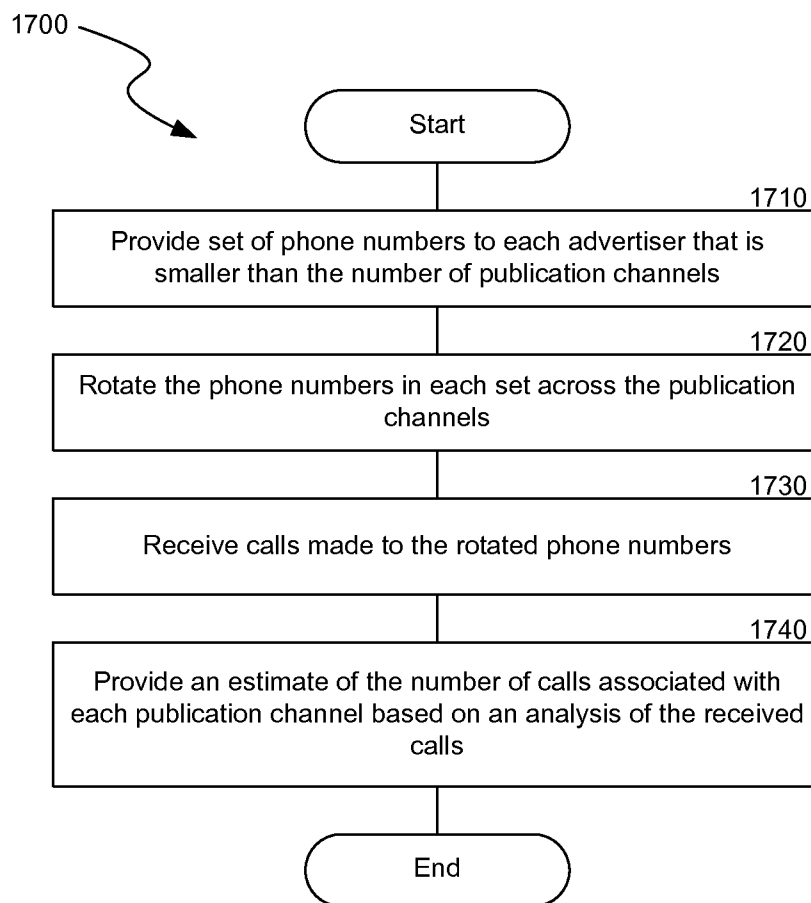 1700
Start
1710
Provide set of phone numbers to each advertiser that is
smaller than the number of publication channels
1720
Rotate the phone numbers in each set across the publication
channels
1730
Receive calls made to the rotated phone numbers
1740
Provide an estimate of the number of calls associated with
each publication channel based on an analysis of the received
calls
End